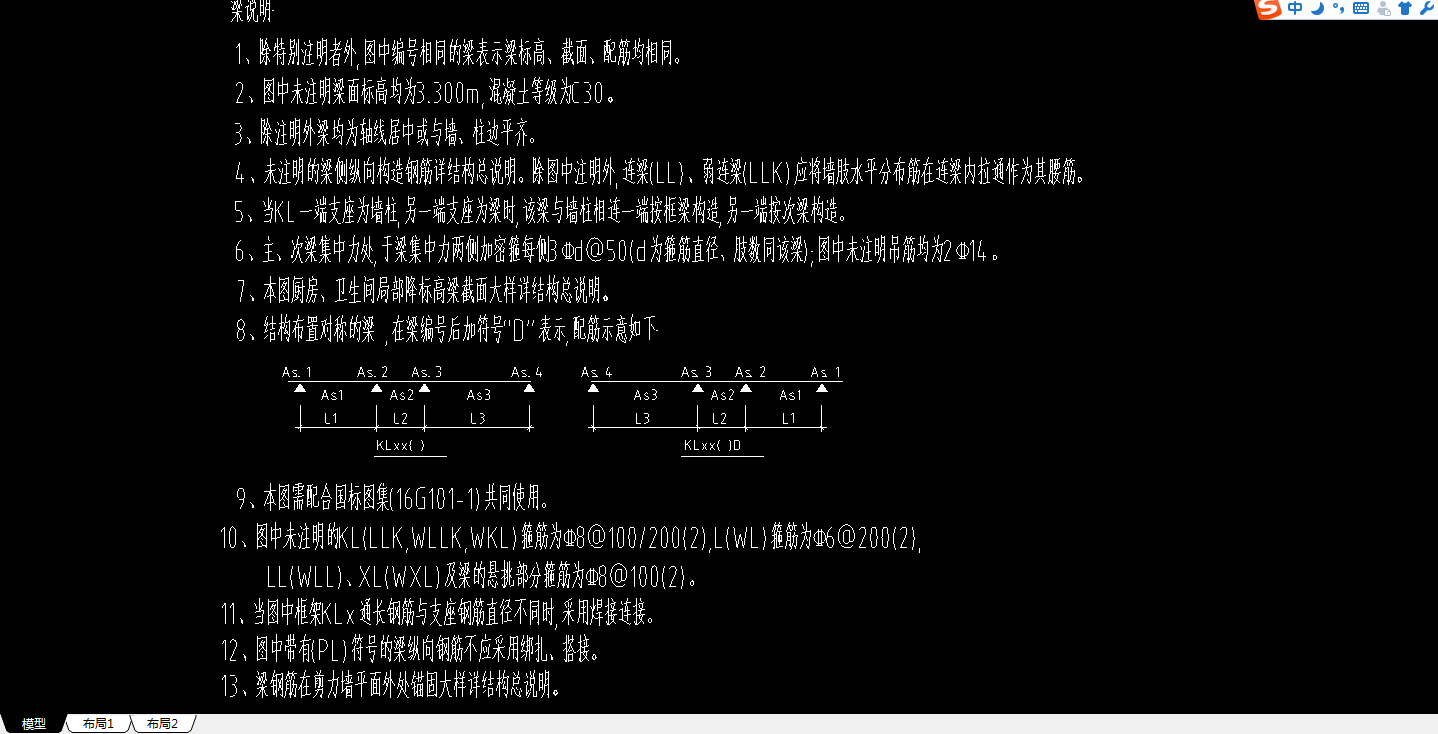 梁说明
1、除特别注明者外,图中编号相同的梁表示梁标高、截面、配筋均相同。
2、图中未注明梁面标高均为3.300m,混凝土等级为C30。
3、除注明外梁均为轴线居中或与墙、柱边平齐。
4、未注明的梁侧纵向构造钢筋详结构总说明。除图中注明外,连梁(LL)、弱连梁(LLK)应将墙肢水平分布筋在连梁内拉通作为其腰筋。
5、当KL一端支座为墙柱,另一端支座为梁时,该梁与墙柱相连一端按框梁构造,另一端按次梁构造。
6、主、次梁集中力处,于梁集中力两侧加密箍每侧3Φd@50(d为箍筋直径、肢数同该梁);图中未注明吊筋均为2Φ14。
7、本图厨房、卫生间局部降标高梁截面大样详结构总说明。
8、结构布置对称的梁 ,在梁编号后加符号"D"表示,配筋示意如下
As.1 As.2 As.3 As.4 As.4 As.3 As.2 As.1
As1 As2 As3 As3 As2 As1
L1 L2 L3 L3 L2 L1
KLxx( ) KLxx( )D
9、本图需配合国标图集(16G101-1)共同使用。
10、图中未注明的KL(LLK,WLLK,WKL)箍筋为Φ8@100/200(2),L(WL)箍筋为Φ6@200(2),
LL(WLL)、XL(WXL)及梁的悬挑部分箍筋为Φ8@100(2)。
11、当图中框架KLx通长钢筋与支座钢筋直径不同时,采用焊接连接。
12、图中带有(PL)符号的梁纵向钢筋不应采用绑扎、搭接。
13、梁钢筋在剪力墙平面外处锚固大样详结构总说明。
模型 布局1 布局2
中